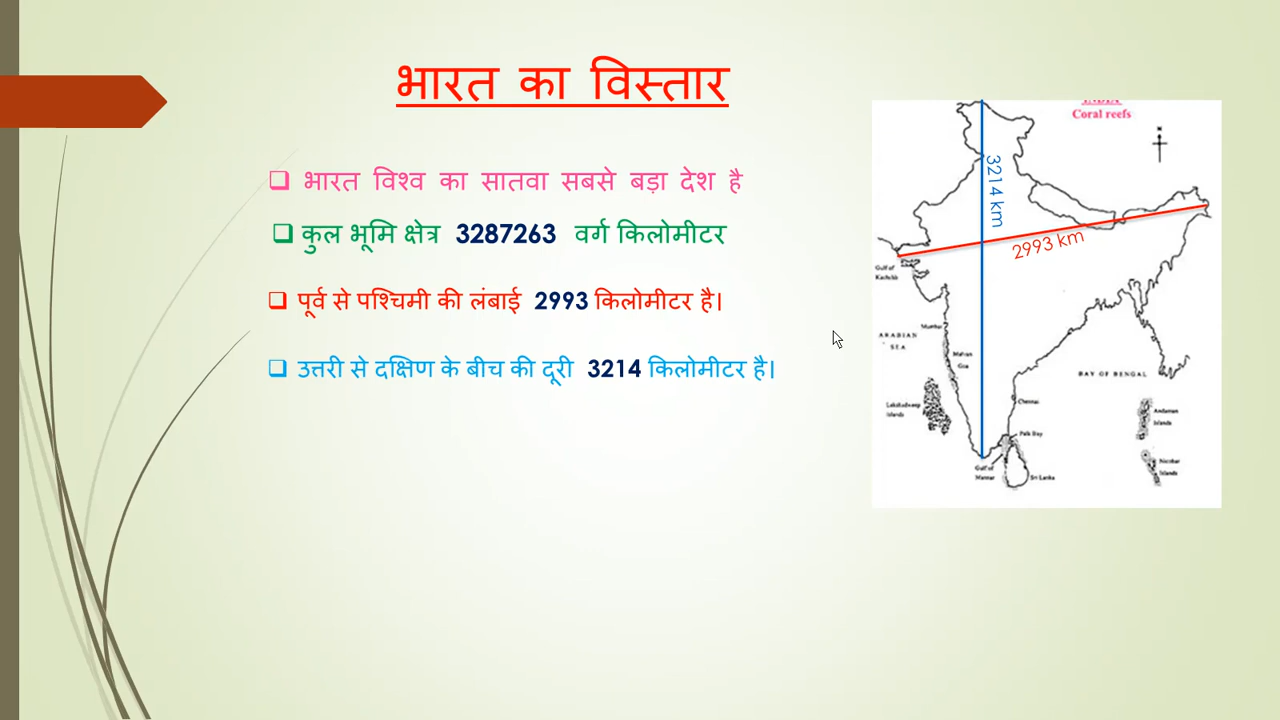 भारत का विस्तार
❑ भारत विश्व का सातवा सबसे बड़ा देश है
❑ कुल भूमि क्षेत्र 3287263 वर्ग किलोमीटर
❑ पूर्व से पश्चिमी की लंबाई 2993 किलोमीटर है।
❑ उत्तरी से दक्षिण के बीच की दूरी 3214 किलोमीटर है।
INDIA
Coral reefs
3214 km
2993 km
Gulf of
Kachchh
Mumbai
ARABIAN
SEA
Malvan
Goa
BAY OF BENGAL
Lakshadweep
Islands
Chennai
Andaman
Islands
Palk Bay
Gulf of
Mannar
Sri Lanka
Nicobar
Islands